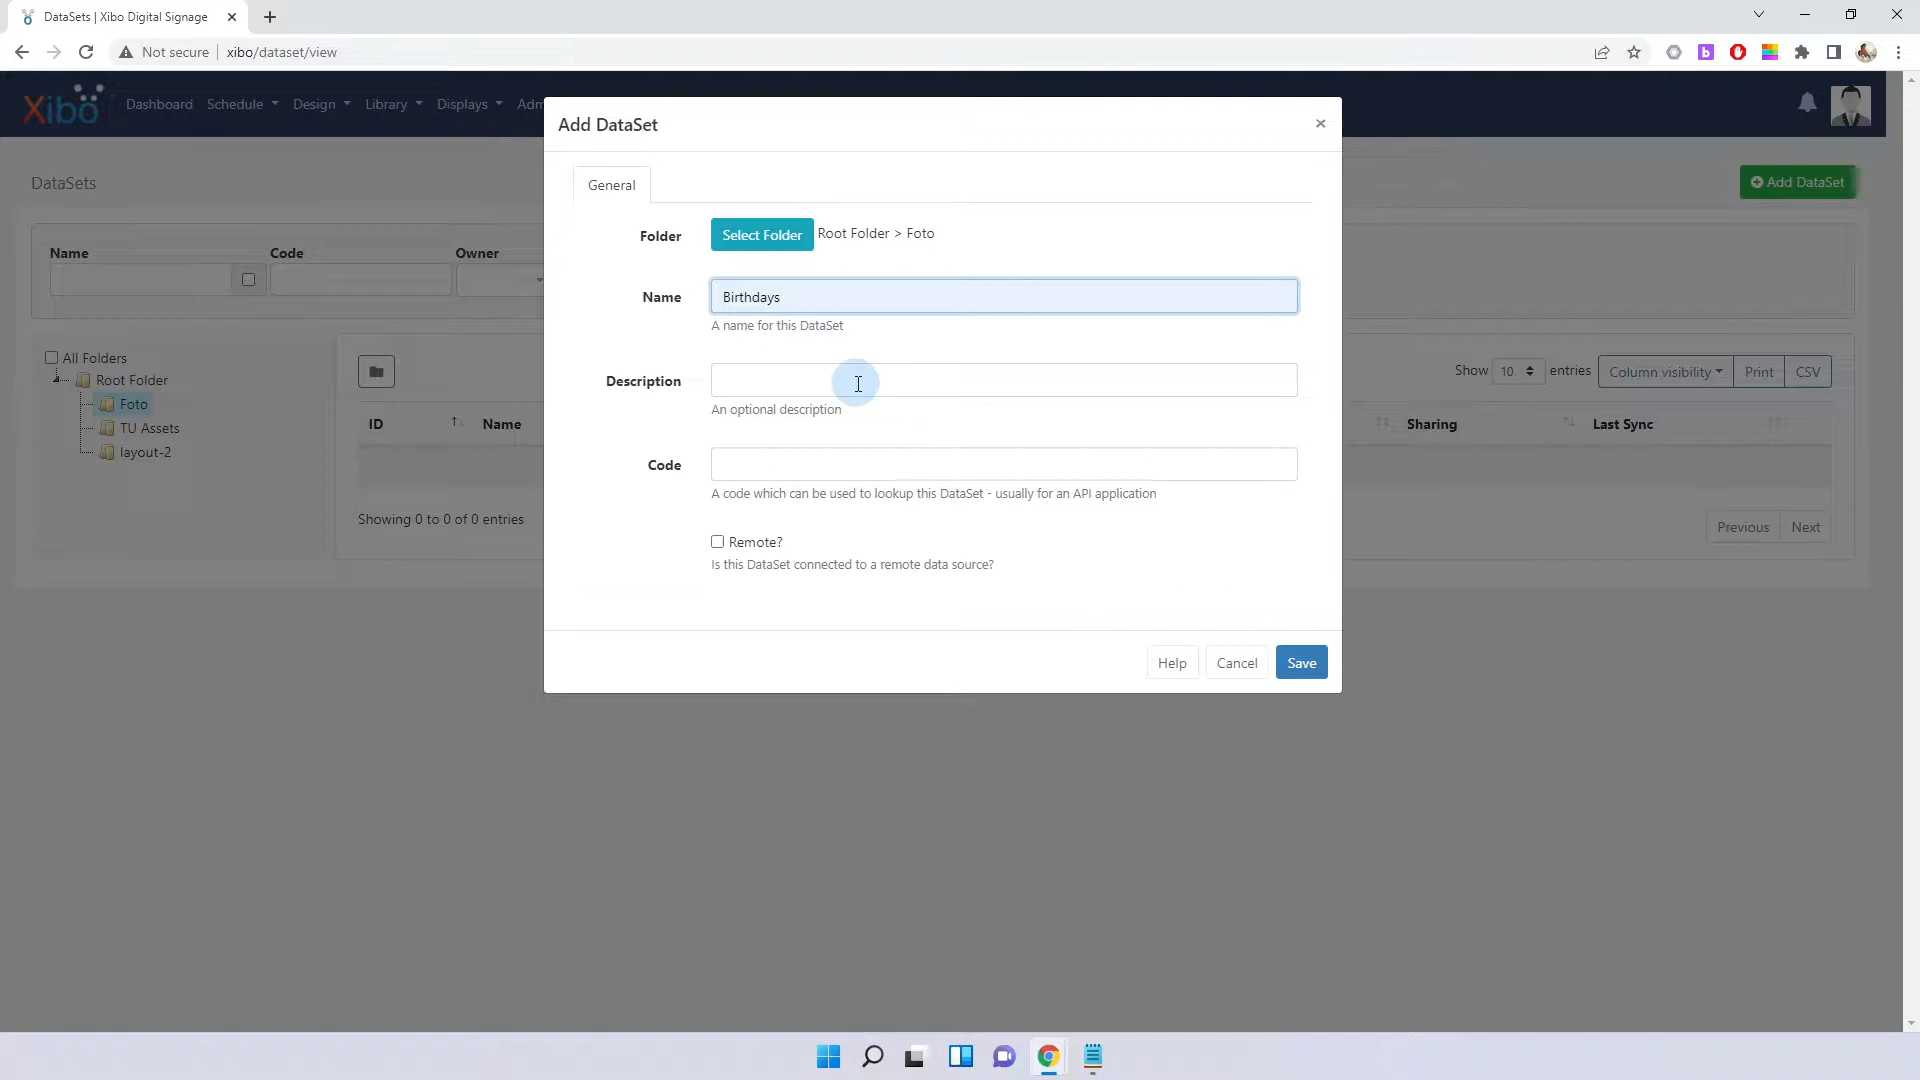 DataSets | Xibo Digital Signage
Not secure xibo/dataset/view
Xibo Dashboard Schedule Design Library Displays Adm
Add DataSet
DataSets
General
Add DataSet
Folder Select Folder Root Folder > Foto
Name Code Owner
Name Birthdays
A name for this DataSet
All Folders
Root Folder
Foto
TU Assets
layout-2
Show 10 entries Column visibility Print CSV
Description
An optional description
ID Name Sharing Last Sync
Code
A code which can be used to lookup this DataSet - usually for an API application
Showing 0 to 0 of 0 entries Previous Next
Remote?
Is this DataSet connected to a remote data source?
Help Cancel Save